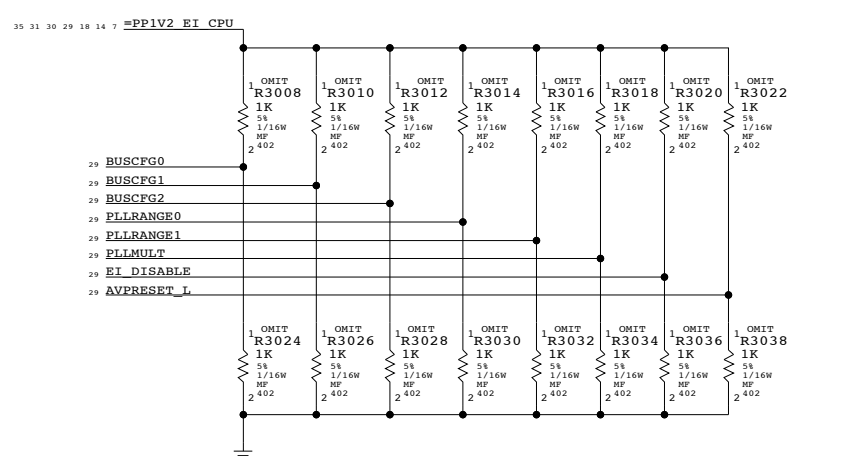 35 31 30 29 18 14 7 =PP1V2_EI_CPU
1 OMIT 1 OMIT 1 OMIT 1 OMIT 1 OMIT 1 OMIT 1 OMIT 1 OMIT
R3008 R3010 R3012 R3014 R3016 R3018 R3020 R3022
1K 1K 1K 1K 1K 1K 1K 1K
5% 5% 5% 5% 5% 5% 5% 5%
1/16W 1/16W 1/16W 1/16W 1/16W 1/16W 1/16W 1/16W
MF MF MF MF MF MF MF MF
2 402 2 402 2 402 2 402 2 402 2 402 2 402 2 402
29 BUSCFG0
29 BUSCFG1
29 BUSCFG2
29 PLLRANGE0
29 PLLRANGE1
29 PLLMULT
29 EI_DISABLE
29 AVPRESET_L
1 OMIT 1 OMIT 1 OMIT 1 OMIT 1 OMIT 1 OMIT 1 OMIT 1 OMIT
R3024 R3026 R3028 R3030 R3032 R3034 R3036 R3038
1K 1K 1K 1K 1K 1K 1K 1K
5% 5% 5% 5% 5% 5% 5% 5%
1/16W 1/16W 1/16W 1/16W 1/16W 1/16W 1/16W 1/16W
MF MF MF MF MF MF MF MF
2 402 2 402 2 402 2 402 2 402 2 402 2 402 2 402